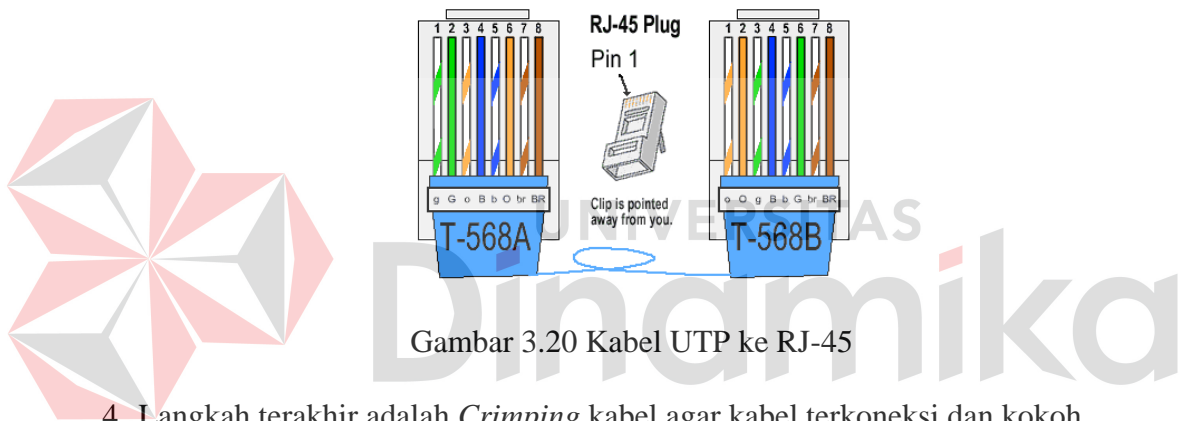 1 2 3 4 5 6 7 8
RJ-45 Plug
Pin 1
1 2 3 4 5 6 7 8
g G o B b O br BR
T-568A
Clip is pointed
away from you.
o O g B b G br BR
T-568B
UNIVERSITAS
Dinamika
Gambar 3.20 Kabel UTP ke RJ-45
4. Langkah terakhir adalah Crimping kabel agar kabel terkoneksi dan kokoh